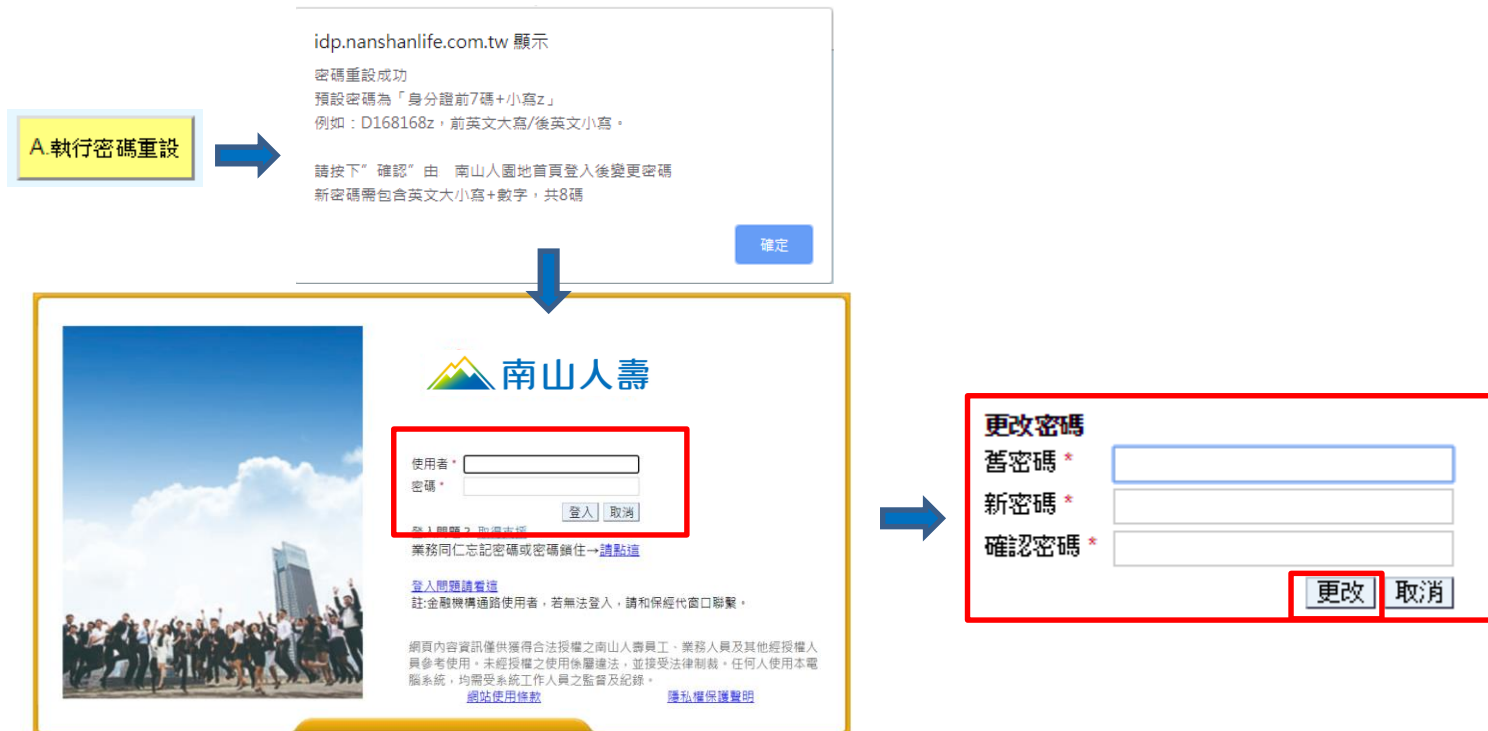 A.執行密碼重設
idp.nanshanlife.com.tw 顯示
密碼重設成功
預設密碼為「身分證前7碼+小寫z」
例如：D168168z，前英文大寫/後英文小寫。
請按下”確認”由 南山人園地首頁登入後變更密碼
新密碼需包含英文大小寫+數字，共8碼
確定
南山人壽
使用者 *
密碼 *
登入 取消
登入問題？ 取得支援
業務同仁忘記密碼或密碼鎖住→請點這
登入問題請看這
註:金融機構通路使用者，若無法登入，請和保經代窗口聯繫。
網頁內容資訊僅供獲得合法授權之南山人壽員工、業務人員及其他經授權人
員參考使用。未經授權之使用係屬違法，並接受法律制裁。任何人使用本電
腦系統，均需受系統工作人員之監督及紀錄。
網站使用條款 隱私權保護聲明
更改密碼
舊密碼 *
新密碼 *
確認密碼 *
更改 取消